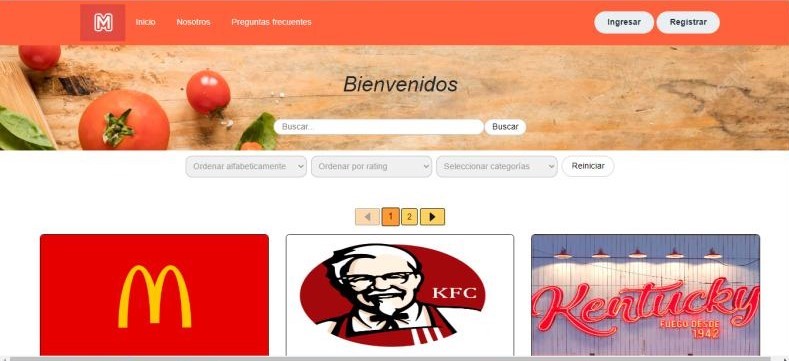 M Inicio Nosotros Preguntas frecuentes Ingresar Registrar
Bienvenidos
Buscar... Buscar
Ordenar alfabeticamente Ordenar por rating Seleccionar categorías Reiniciar
1 2
KFC
Kentucky
FUEGO DESDE
1942